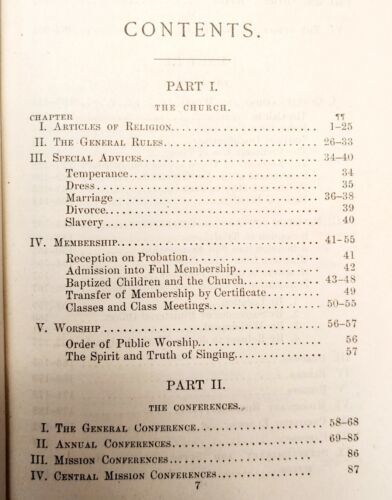 CONTENTS.
PART I.
THE CHURCH.
CHAPTER ¶¶
I. ARTICLES OF RELIGION........................ 1–25
II. THE GENERAL RULES........................ 26–33
III. SPECIAL ADVICES........................ 34–40
Temperance........................ 34
Dress........................ 35
Marriage........................ 36–38
Divorce........................ 39
Slavery........................ 40
IV. MEMBERSHIP........................ 41–55
Reception on Probation........................ 41
Admission into Full Membership........................ 42
Baptized Children and the Church................ 43–48
Transfer of Membership by Certificate............ 49
Classes and Class Meetings........................ 50–55
V. WORSHIP........................ 56–57
Order of Public Worship........................ 56
The Spirit and Truth of Singing................ 57
PART II.
THE CONFERENCES.
I. THE GENERAL CONFERENCE........................ 58–68
II. ANNUAL CONFERENCES........................ 69–85
III. MISSION CONFERENCES........................ 86
IV. CENTRAL MISSION CONFERENCES................ 87
7